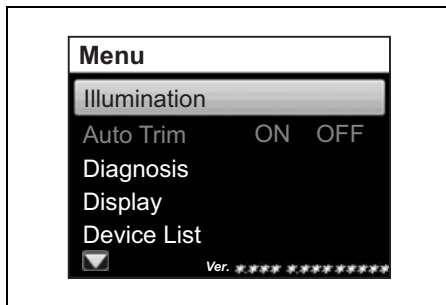 Menu
Illumination
Auto Trim ON OFF
Diagnosis
Display
Device List
Ver. *.*** *.*********